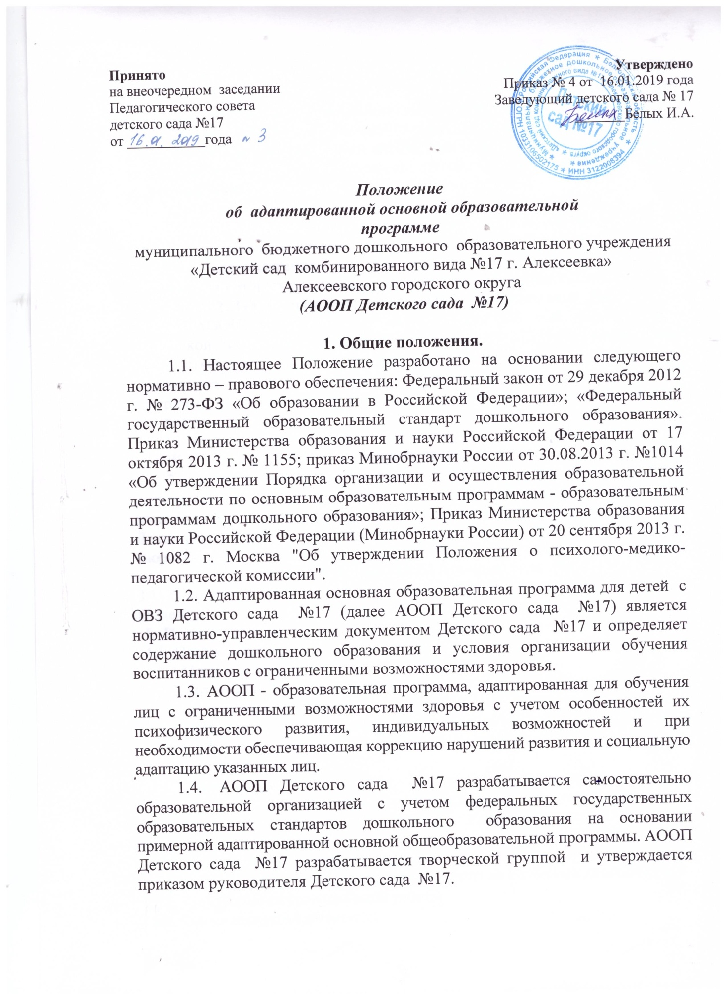 Принято
на внеочередном заседании
Педагогического совета
детского сада №17
от 16.01.2019 года № 3
Утверждено
Приказ № 4 от 16.01.2019 года
Заведующий детского сада № 17
Белых Белых И.А.
Российская Федерация * Белгородская область * ИНН 3122008394 * ОГРН 1033106502175 *
* Муниципальное бюджетное дошкольное образовательное учреждение *
«Детский сад комбинированного вида №17 Алексеевского городского округа *
Детский
сад №17
Положение
об адаптированной основной образовательной
программе
муниципального бюджетного дошкольного образовательного учреждения
«Детский сад комбинированного вида №17 г. Алексеевка»
Алексеевского городского округа
(АООП Детского сада №17)
1. Общие положения.
1.1. Настоящее Положение разработано на основании следующего
нормативно – правового обеспечения: Федеральный закон от 29 декабря 2012
г. № 273-ФЗ «Об образовании в Российской Федерации»; «Федеральный
государственный образовательный стандарт дошкольного образования».
Приказ Министерства образования и науки Российской Федерации от 17
октября 2013 г. № 1155; приказ Минобрнауки России от 30.08.2013 г. №1014
«Об утверждении Порядка организации и осуществления образовательной
деятельности по основным образовательным программам - образовательным
программам дошкольного образования»; Приказ Министерства образования
и науки Российской Федерации (Минобрнауки России) от 20 сентября 2013 г.
№ 1082 г. Москва "Об утверждении Положения о психолого-медико-
педагогической комиссии".
1.2. Адаптированная основная образовательная программа для детей с
ОВЗ Детского сада №17 (далее АООП Детского сада №17) является
нормативно-управленческим документом Детского сада №17 и определяет
содержание дошкольного образования и условия организации обучения
воспитанников с ограниченными возможностями здоровья.
1.3. АООП - образовательная программа, адаптированная для обучения
лиц с ограниченными возможностями здоровья с учетом особенностей их
психофизического развития, индивидуальных возможностей и при
необходимости обеспечивающая коррекцию нарушений развития и социальную
адаптацию указанных лиц.
1.4. АООП Детского сада №17 разрабатывается самостоятельно
образовательной организацией с учетом федеральных государственных
образовательных стандартов дошкольного образования на основании
примерной адаптированной основной общеобразовательной программы. АООП
Детского сада №17 разрабатывается творческой группой и утверждается
приказом руководителя Детского сада №17.